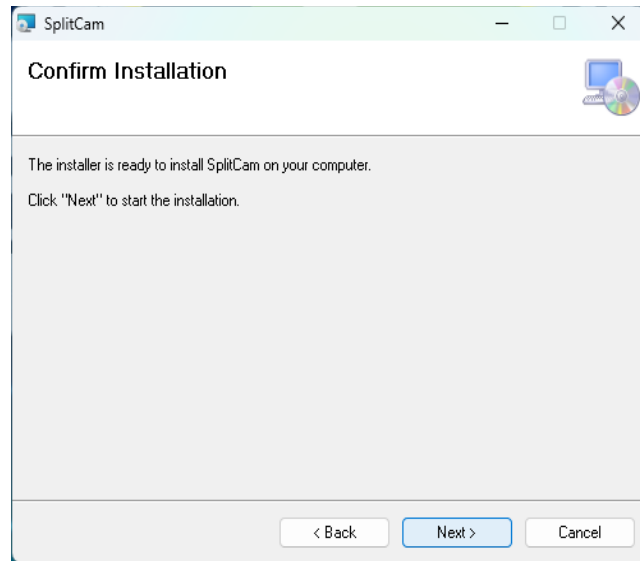 SplitCam
Confirm Installation
The installer is ready to install SplitCam on your computer.
Click "Next" to start the installation.
< Back
Next >
Cancel